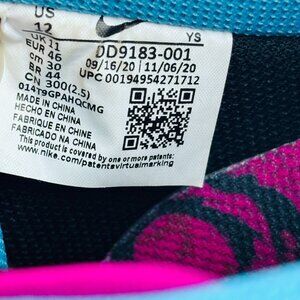 US 12
UK 11
EUR 46
cm 30
BR 44
CN 300(2.5)
YS
DD9183-001
09/16/20 11/06/20
UPC 00194954271712
014T9GPAHQCMG
MADE IN CHINA
HECHO EN CHINA
FABRIQUE EN CHINE
FABRICADO NA CHINA
This product is covered by one or more patents:
www.nike.com/patentsvirtualmarking